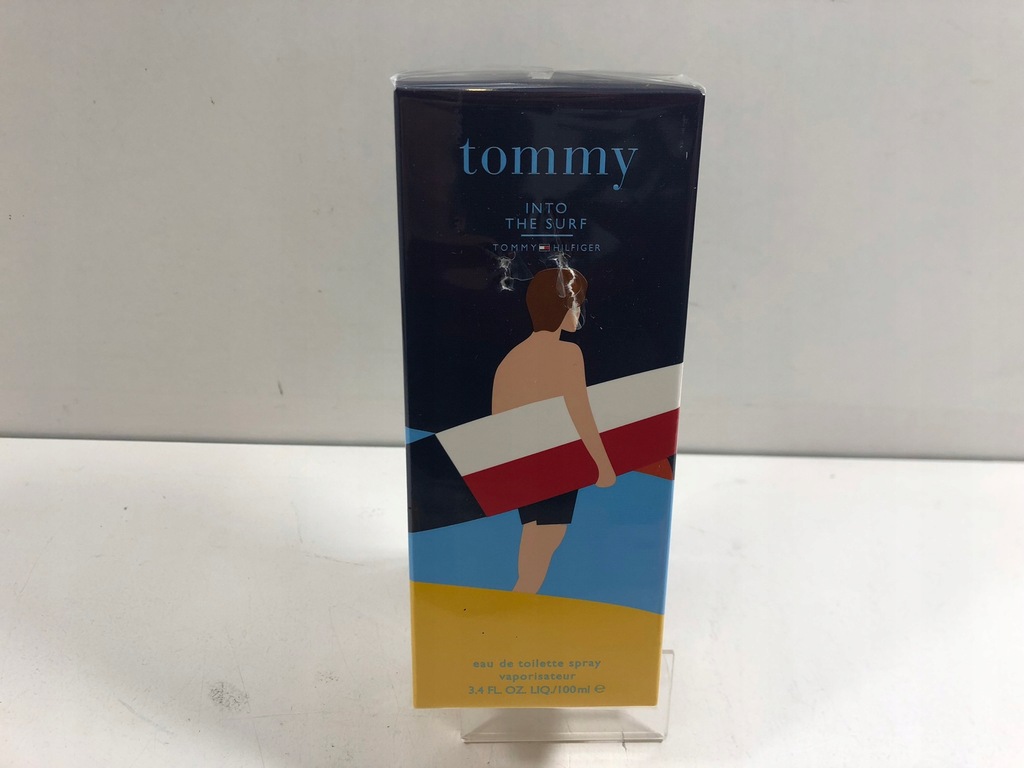 tommy
INTO
THE SURF
TOMMY HILFIGER
eau de toilette spray
vaporisateur
3.4 FL. OZ. LIQ./100ml ℮